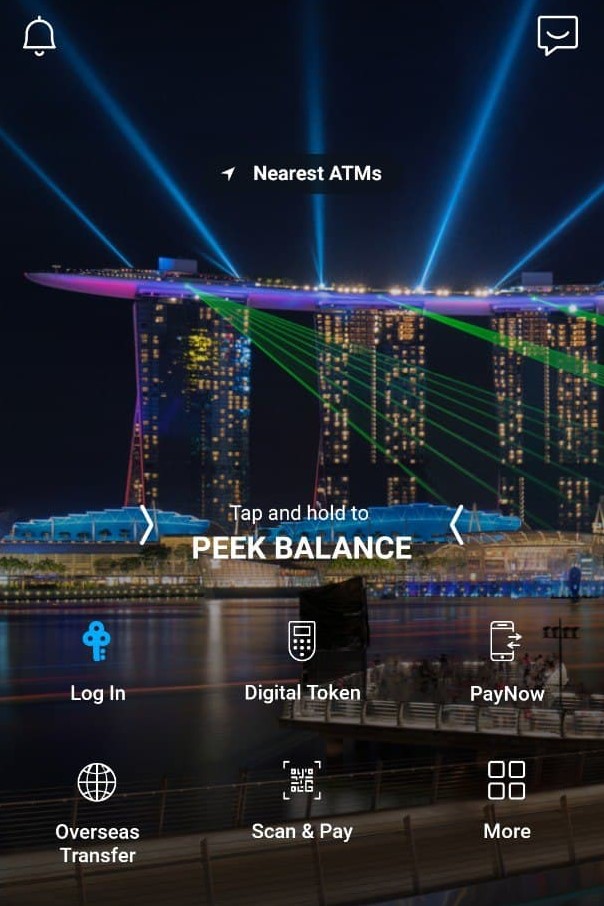 Nearest ATMs
Tap and hold to
PEEK BALANCE
Log In
Digital Token
PayNow
Overseas
Transfer
Scan & Pay
More